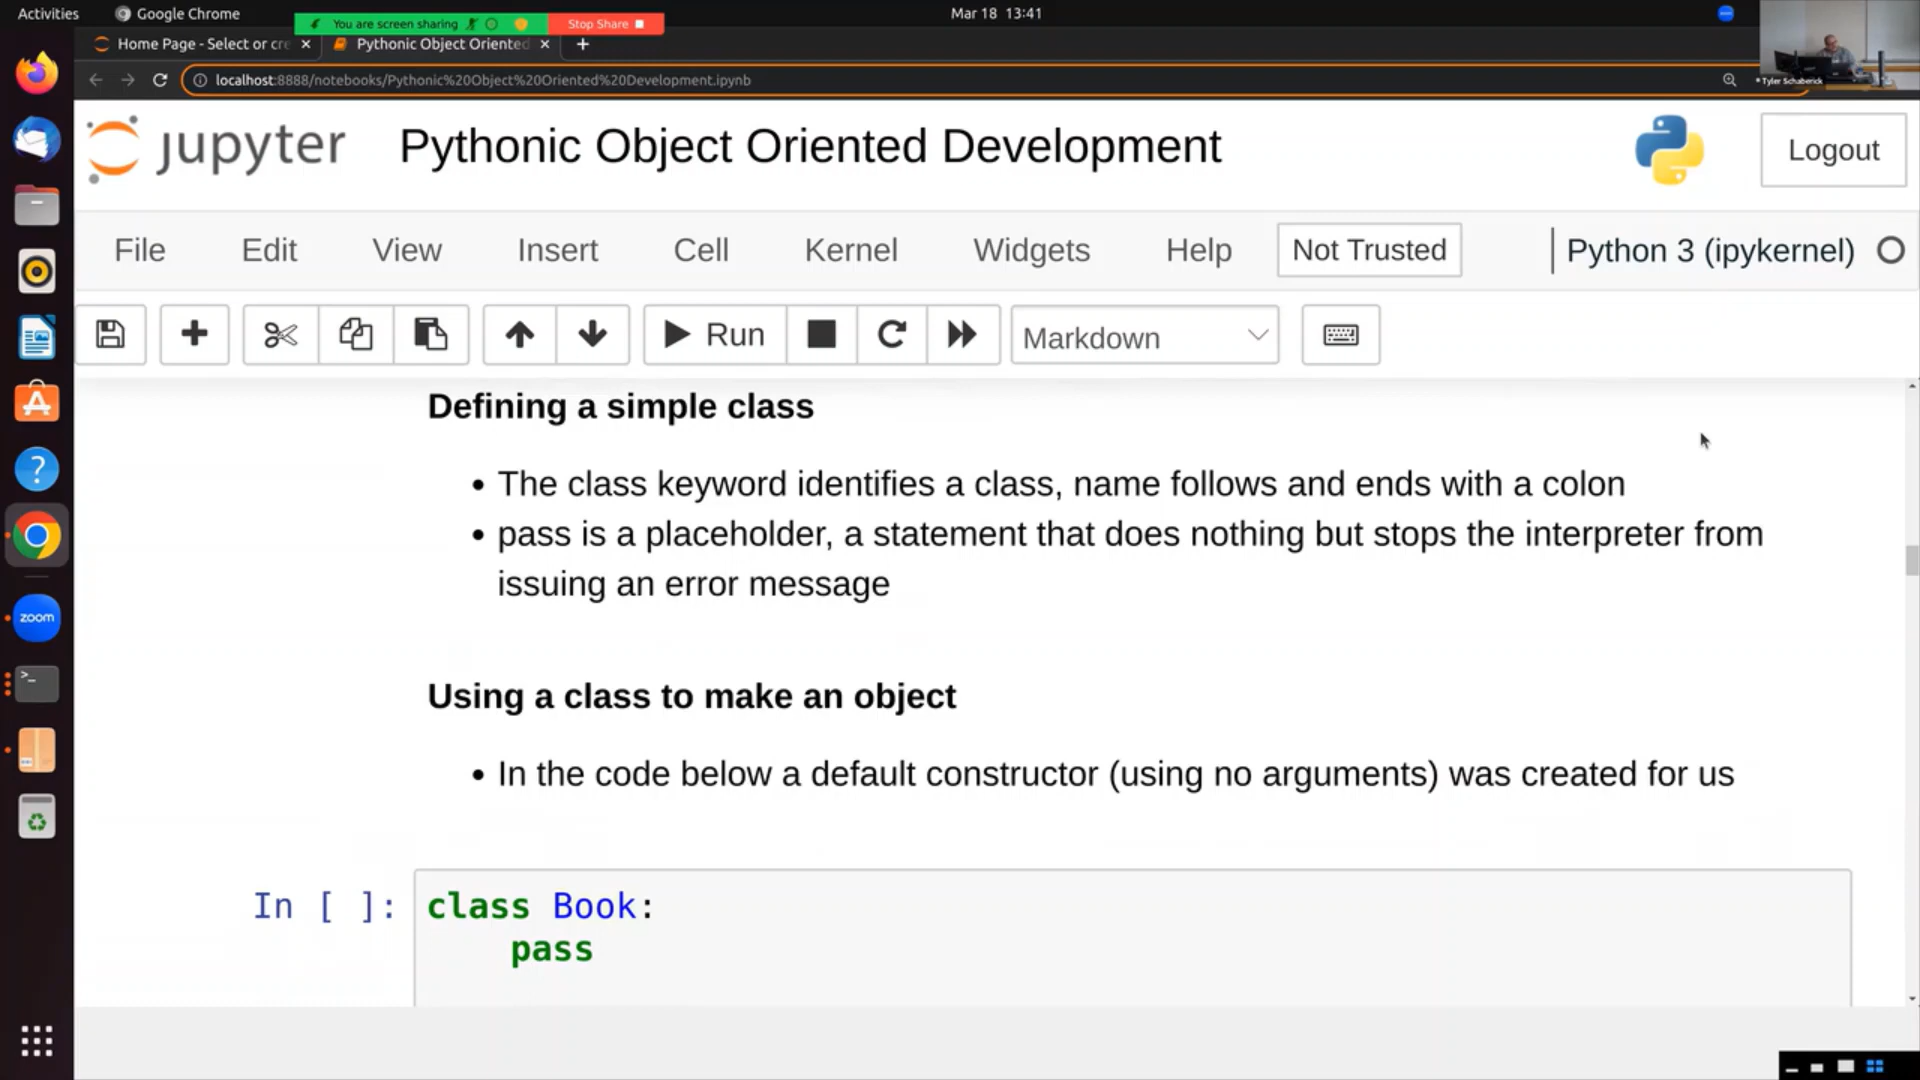 Activities
Google Chrome
You are screen sharing
Stop Share
Mar 18 13:41
Home Page - Select or cre
Pythonic Object Oriented
localhost:8888/notebooks/Pythonic%20Object%20Oriented%20Development.ipynb
Tyler Schaberick
jupyter
Pythonic Object Oriented Development
Logout
File
Edit
View
Insert
Cell
Kernel
Widgets
Help
Not Trusted
Python 3 (ipykernel)
Run
Markdown
Defining a simple class
• The class keyword identifies a class, name follows and ends with a colon
• pass is a placeholder, a statement that does nothing but stops the interpreter from
issuing an error message
Using a class to make an object
• In the code below a default constructor (using no arguments) was created for us
In [ ]:
class Book:
pass
zoom